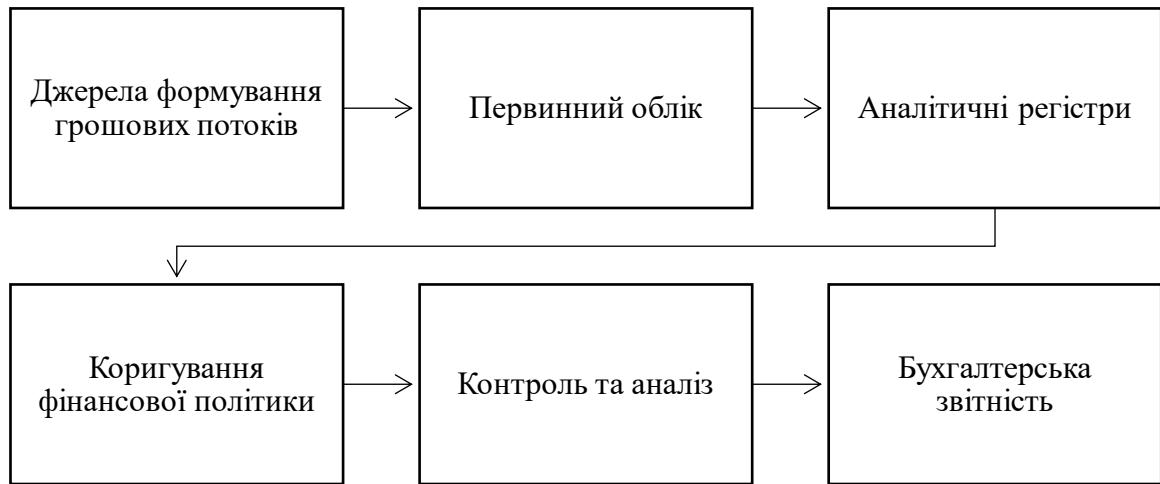 Джерела формування
грошових потоків
Первинний облік
Аналітичні регістри
Коригування
фінансової політики
Контроль та аналіз
Бухгалтерська
звітність